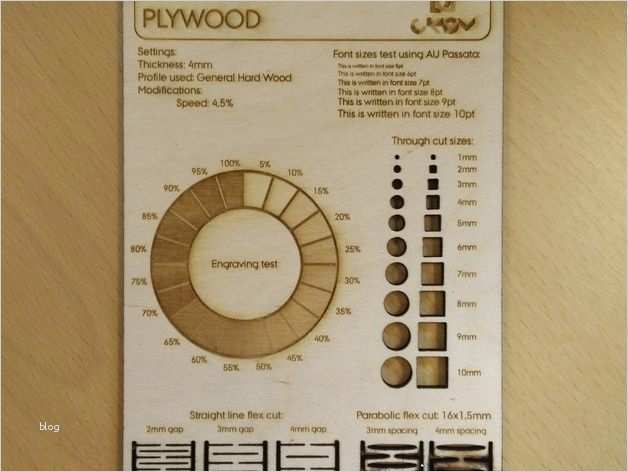 PLYWOOD
Settings:
Thickness: 4mm
Profile used: General Hard Wood
Modifications:
Speed: 4,5%
Font sizes test using AU Passata:
This is written in font size 5pt
This is written in font size 6pt
This is written in font size 7pt
This is written in font size 8pt
This is written in font size 9pt
This is written in font size 10pt
Through cut sizes:
1mm
2mm
3mm
4mm
5mm
6mm
7mm
8mm
9mm
10mm
100%
5%
10%
15%
20%
25%
30%
35%
40%
45%
50%
55%
60%
65%
70%
75%
80%
85%
90%
95%
Engraving test
Straight line flex cut:
2mm gap
3mm gap
4mm gap
Parabolic flex cut: 16x1,5mm
3mm spacing
4mm spacing
blog